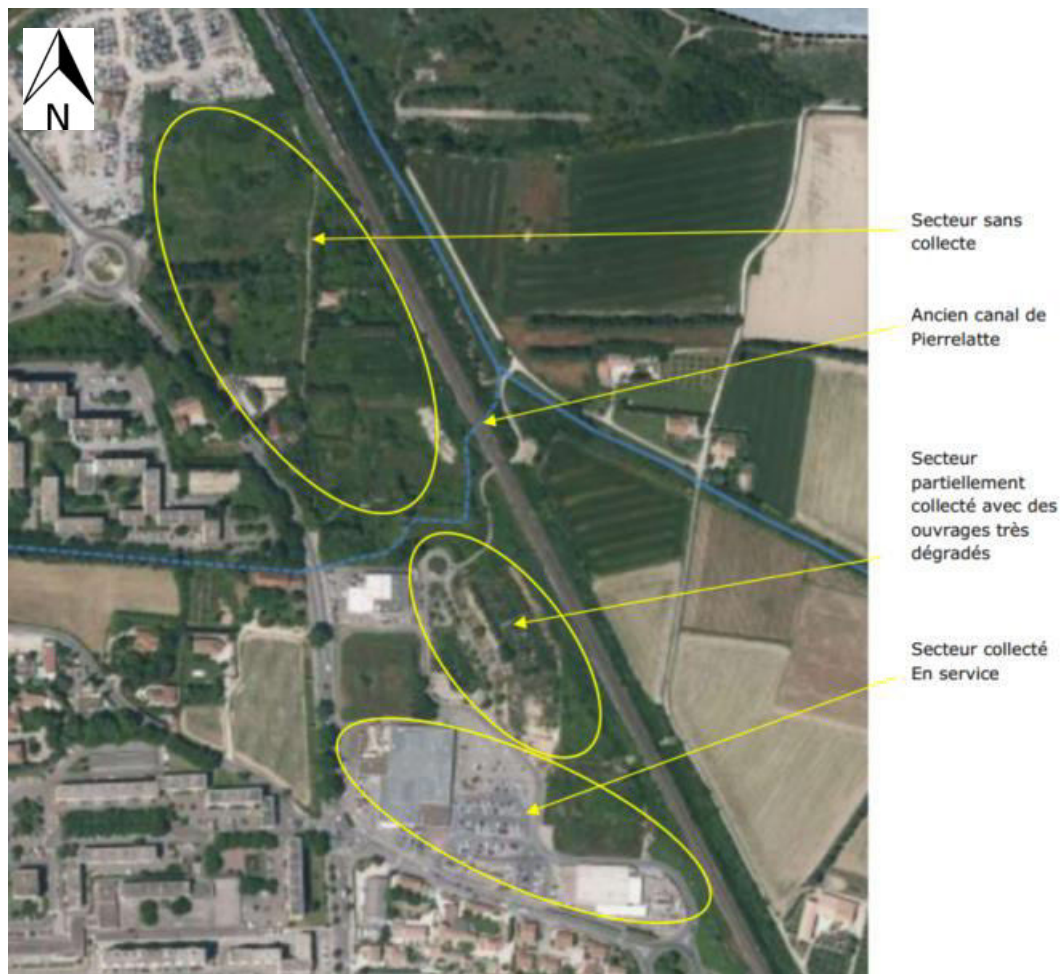 N
Secteur sans
collecte
Ancien canal de
Pierrelatte
Secteur
partiellement
collecté avec des
ouvrages très
dégradés
Secteur collecté
En service